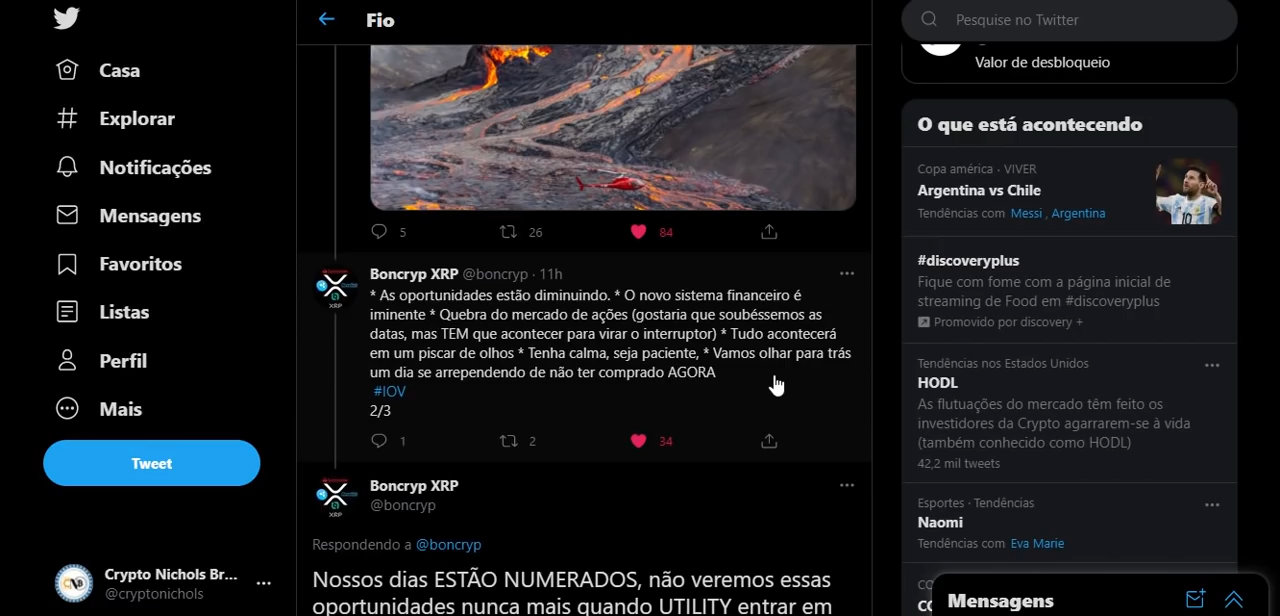 Casa
Explorar
Notificações
Mensagens
Favoritos
Listas
Perfil
Mais
Tweet
Crypto Nichols Br...
@cryptonichols
Fio
5
26
84
Boncryp XRP @boncryp · 11h
* As oportunidades estão diminuindo. * O novo sistema financeiro é
iminente * Quebra do mercado de ações (gostaria que soubéssemos as
datas, mas TEM que acontecer para virar o interruptor) * Tudo acontecerá
em um piscar de olhos * Tenha calma, seja paciente, * Vamos olhar para trás
um dia se arrependendo de não ter comprado AGORA
#IOV
2/3
1
2
34
Boncryp XRP
@boncryp
Respondendo a @boncryp
Nossos dias ESTÃO NUMERADOS, não veremos essas
oportunidades nunca mais quando UTILITY entrar em
Pesquise no Twitter
Valor de desbloqueio
O que está acontecendo
Copa américa · VIVER
Argentina vs Chile
Tendências com Messi , Argentina
#discoveryplus
Fique com fome com a página inicial de
streaming de Food em #discoveryplus
Promovido por discovery +
Tendências nos Estados Unidos
HODL
As flutuações do mercado têm feito os
investidores da Crypto agarrarem-se à vida
(também conhecido como HODL)
42,2 mil tweets
Esportes · Tendências
Naomi
Tendências com Eva Marie
Mensagens